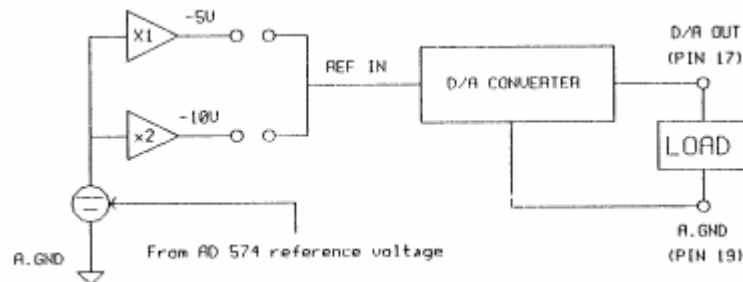 X1
-5V
x2
-10V
REF IN
D/A CONVERTER
D/A OUT
(PIN 17)
LOAD
A.GND
(PIN 19)
From AD 574 reference voltage
A.GND